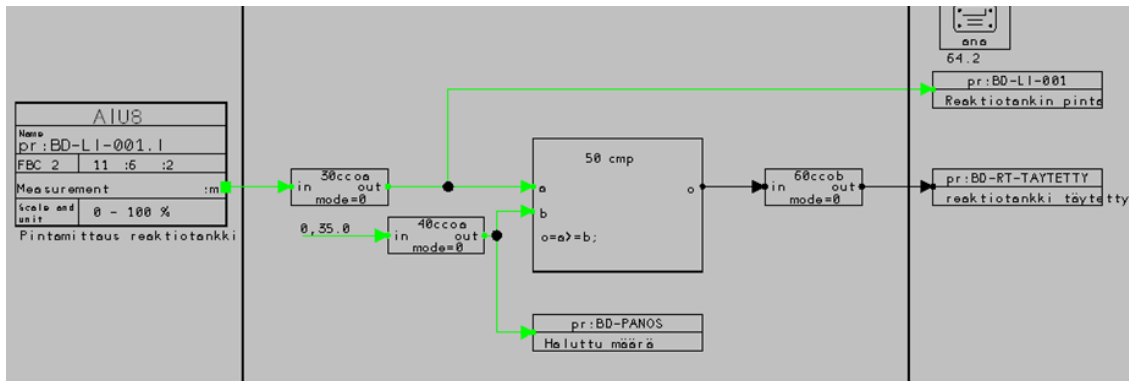 AIU8
Name
pr:BD-LI-001.I
FBC 2 11 :6 :2
Measurement :m
Scale and unit 0 - 100 %
Pintamittaus reaktiotankki
30ccoa
in out
mode=0
0,35.0
40ccoa
in out
mode=0
50 cmp
a
b
o
o=a>=b;
pr:BD-PANOS
Haluttu määrä
60ccob
in out
mode=0
ana
64.2
pr:BD-LI-001
Reaktiotankin pinta
pr:BD-RT-TAYTETTY
reaktiotankki täytetty